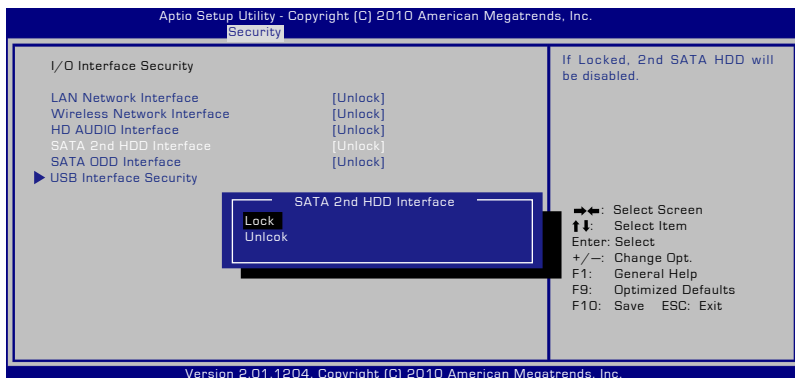 Aptio Setup Utility - Copyright (C) 2010 American Megatrends, Inc.
Security
I/O Interface Security
LAN Network Interface [Unlock]
Wireless Network Interface [Unlock]
HD AUDIO Interface [Unlock]
SATA 2nd HDD Interface [Unlock]
SATA ODD Interface [Unlock]
USB Interface Security
SATA 2nd HDD Interface
Lock
Unlcok
If Locked, 2nd SATA HDD will
be disabled.
→←: Select Screen
↑↓: Select Item
Enter: Select
+/—: Change Opt.
F1: General Help
F9: Optimized Defaults
F10: Save ESC: Exit
Version 2.01.1204. Copyright (C) 2010 American Megatrends, Inc.